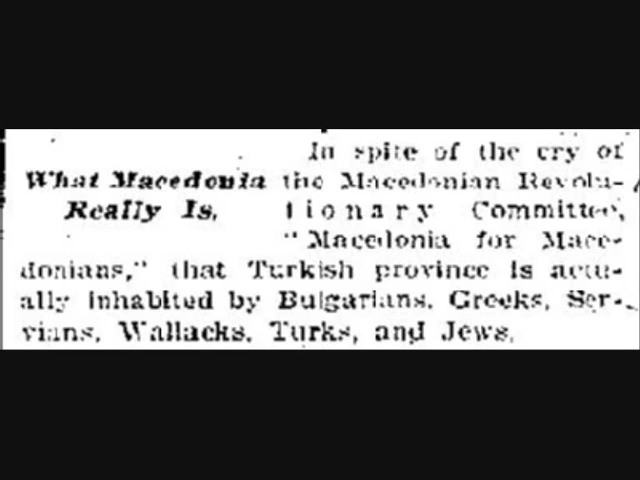 In spite of the cry of
What Macedonia the Macedonian Revolu-
Really Is. tionary Committee,
"Macedonia for Mace-
donians," that Turkish province is actu-
ally inhabited by Bulgarians, Greeks, Ser-
vians, Wallacks, Turks, and Jews.